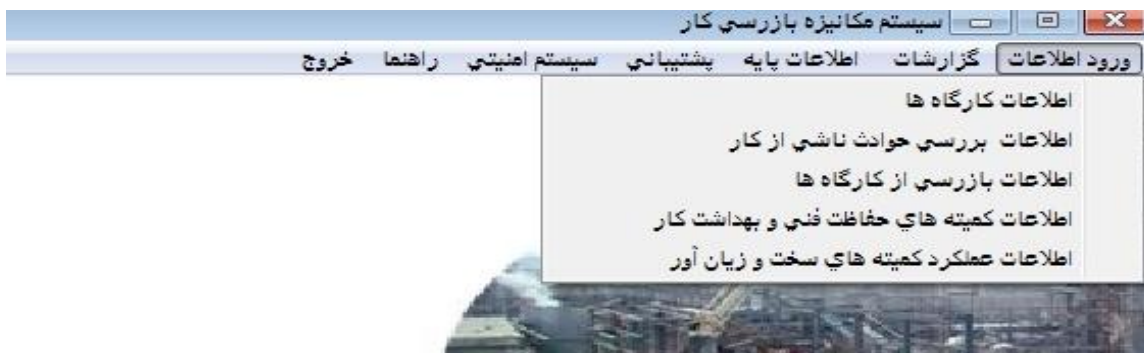 سيستم مكانيزه بازرسي كار
ورود اطلاعات گزارشات اطلاعات پايه پشتيباني سيستم امنيتي راهنما خروج
اطلاعات كارگاه ها
اطلاعات بررسي حوادث ناشي از كار
اطلاعات بازرسي از كارگاه ها
اطلاعات كميته هاي حفاظت فني و بهداشت كار
اطلاعات عملكرد كميته هاي سخت و زيان آور